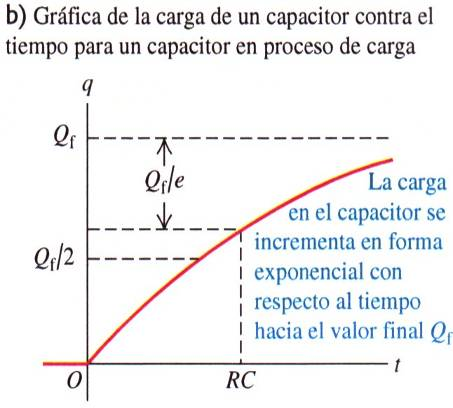 b) Gráfica de la carga de un capacitor contra el
tiempo para un capacitor en proceso de carga
q
Qf
Qf/e
La carga
en el capacitor se
incrementa en forma
exponencial con
respecto al tiempo
hacia el valor final Qf
Qf/2
O
RC
t